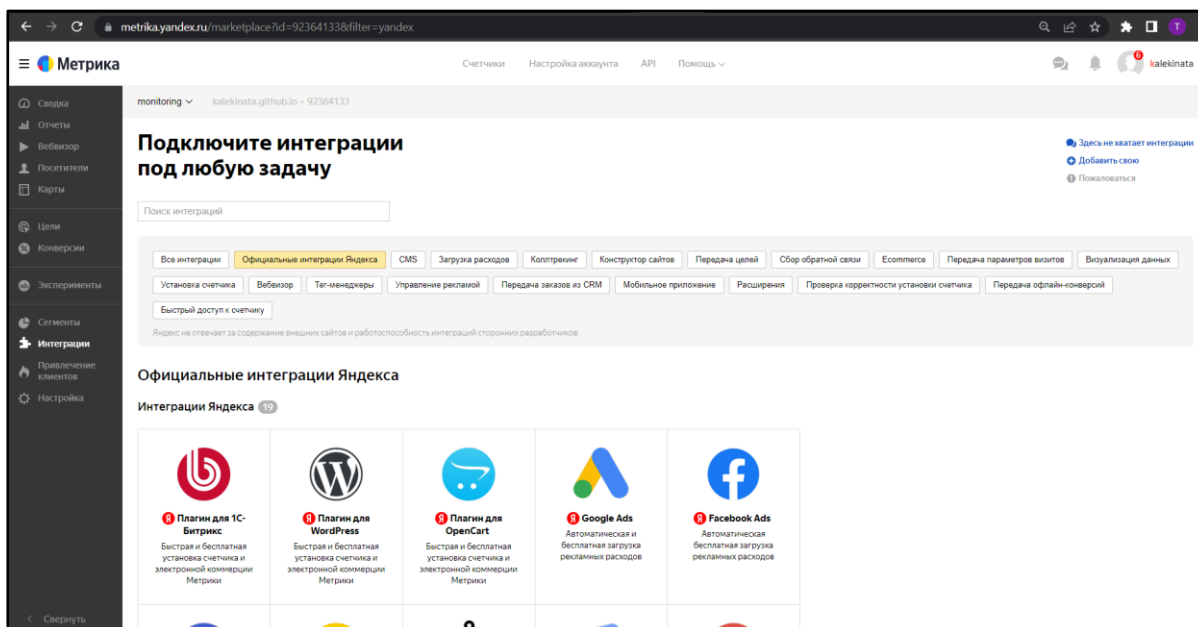 metrika.yandex.ru/marketplace?id=92364133&filter=yandex
T
Метрика
Счетчики Настройка аккаунта API Помощь
6
kalekinata
Сводка
Отчеты
Вебвизор
Посетители
Карты
Цели
Конверсии
Эксперименты
Сегменты
Интеграции
Привлечение
клиентов
Настройка
Свернуть
monitoring kalekinata.github.io - 92364133
Подключите интеграции
под любую задачу
Здесь не хватает интеграции
Добавить свою
Пожаловаться
Поиск интеграций
Все интеграции Официальные интеграции Яндекса CMS Загрузка расходов Коллтрекинг Конструктор сайтов Передача целей Сбор обратной связи Ecommerce Передача параметров визитов Визуализация данных
Установка счетчика Вебвизор Тег-менеджеры Управление рекламой Передача заказов из CRM Мобильное приложение Расширения Проверка корректности установки счетчика Передача офлайн-конверсий
Быстрый доступ к счетчику
Яндекс не отвечает за содержание внешних сайтов и работоспособность интеграций сторонних разработчиков
Официальные интеграции Яндекса
Интеграции Яндекса 19
Я Плагин для 1С-
Битрикс
Быстрая и бесплатная
установка счетчика и
электронной коммерции
Метрики
Я Плагин для
WordPress
Быстрая и бесплатная
установка счетчика и
электронной коммерции
Метрики
Я Плагин для
OpenCart
Быстрая и бесплатная
установка счетчика и
электронной коммерции
Метрики
Я Google Ads
Автоматическая и
бесплатная загрузка
рекламных расходов
Я Facebook Ads
Автоматическая
бесплатная загрузка
рекламных расходов